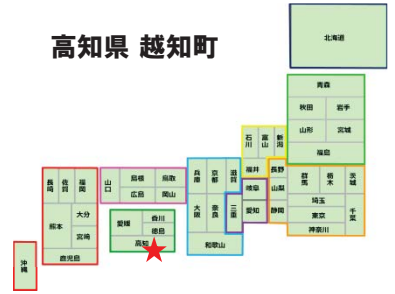 高知県 越知町
北海道
青森
秋田 岩手
山形 宮城
福島
石川 富山 新潟
福井 長野
岐阜 山梨
愛知 静岡
群馬 栃木 茨城
埼玉
東京
千葉
神奈川
兵庫 京都 滋賀
大阪 奈良 三重
和歌山
山口 島根 鳥取
広島 岡山
愛媛 香川
徳島
高知
長崎 佐賀 福岡
熊本 大分
宮崎
鹿児島
沖縄